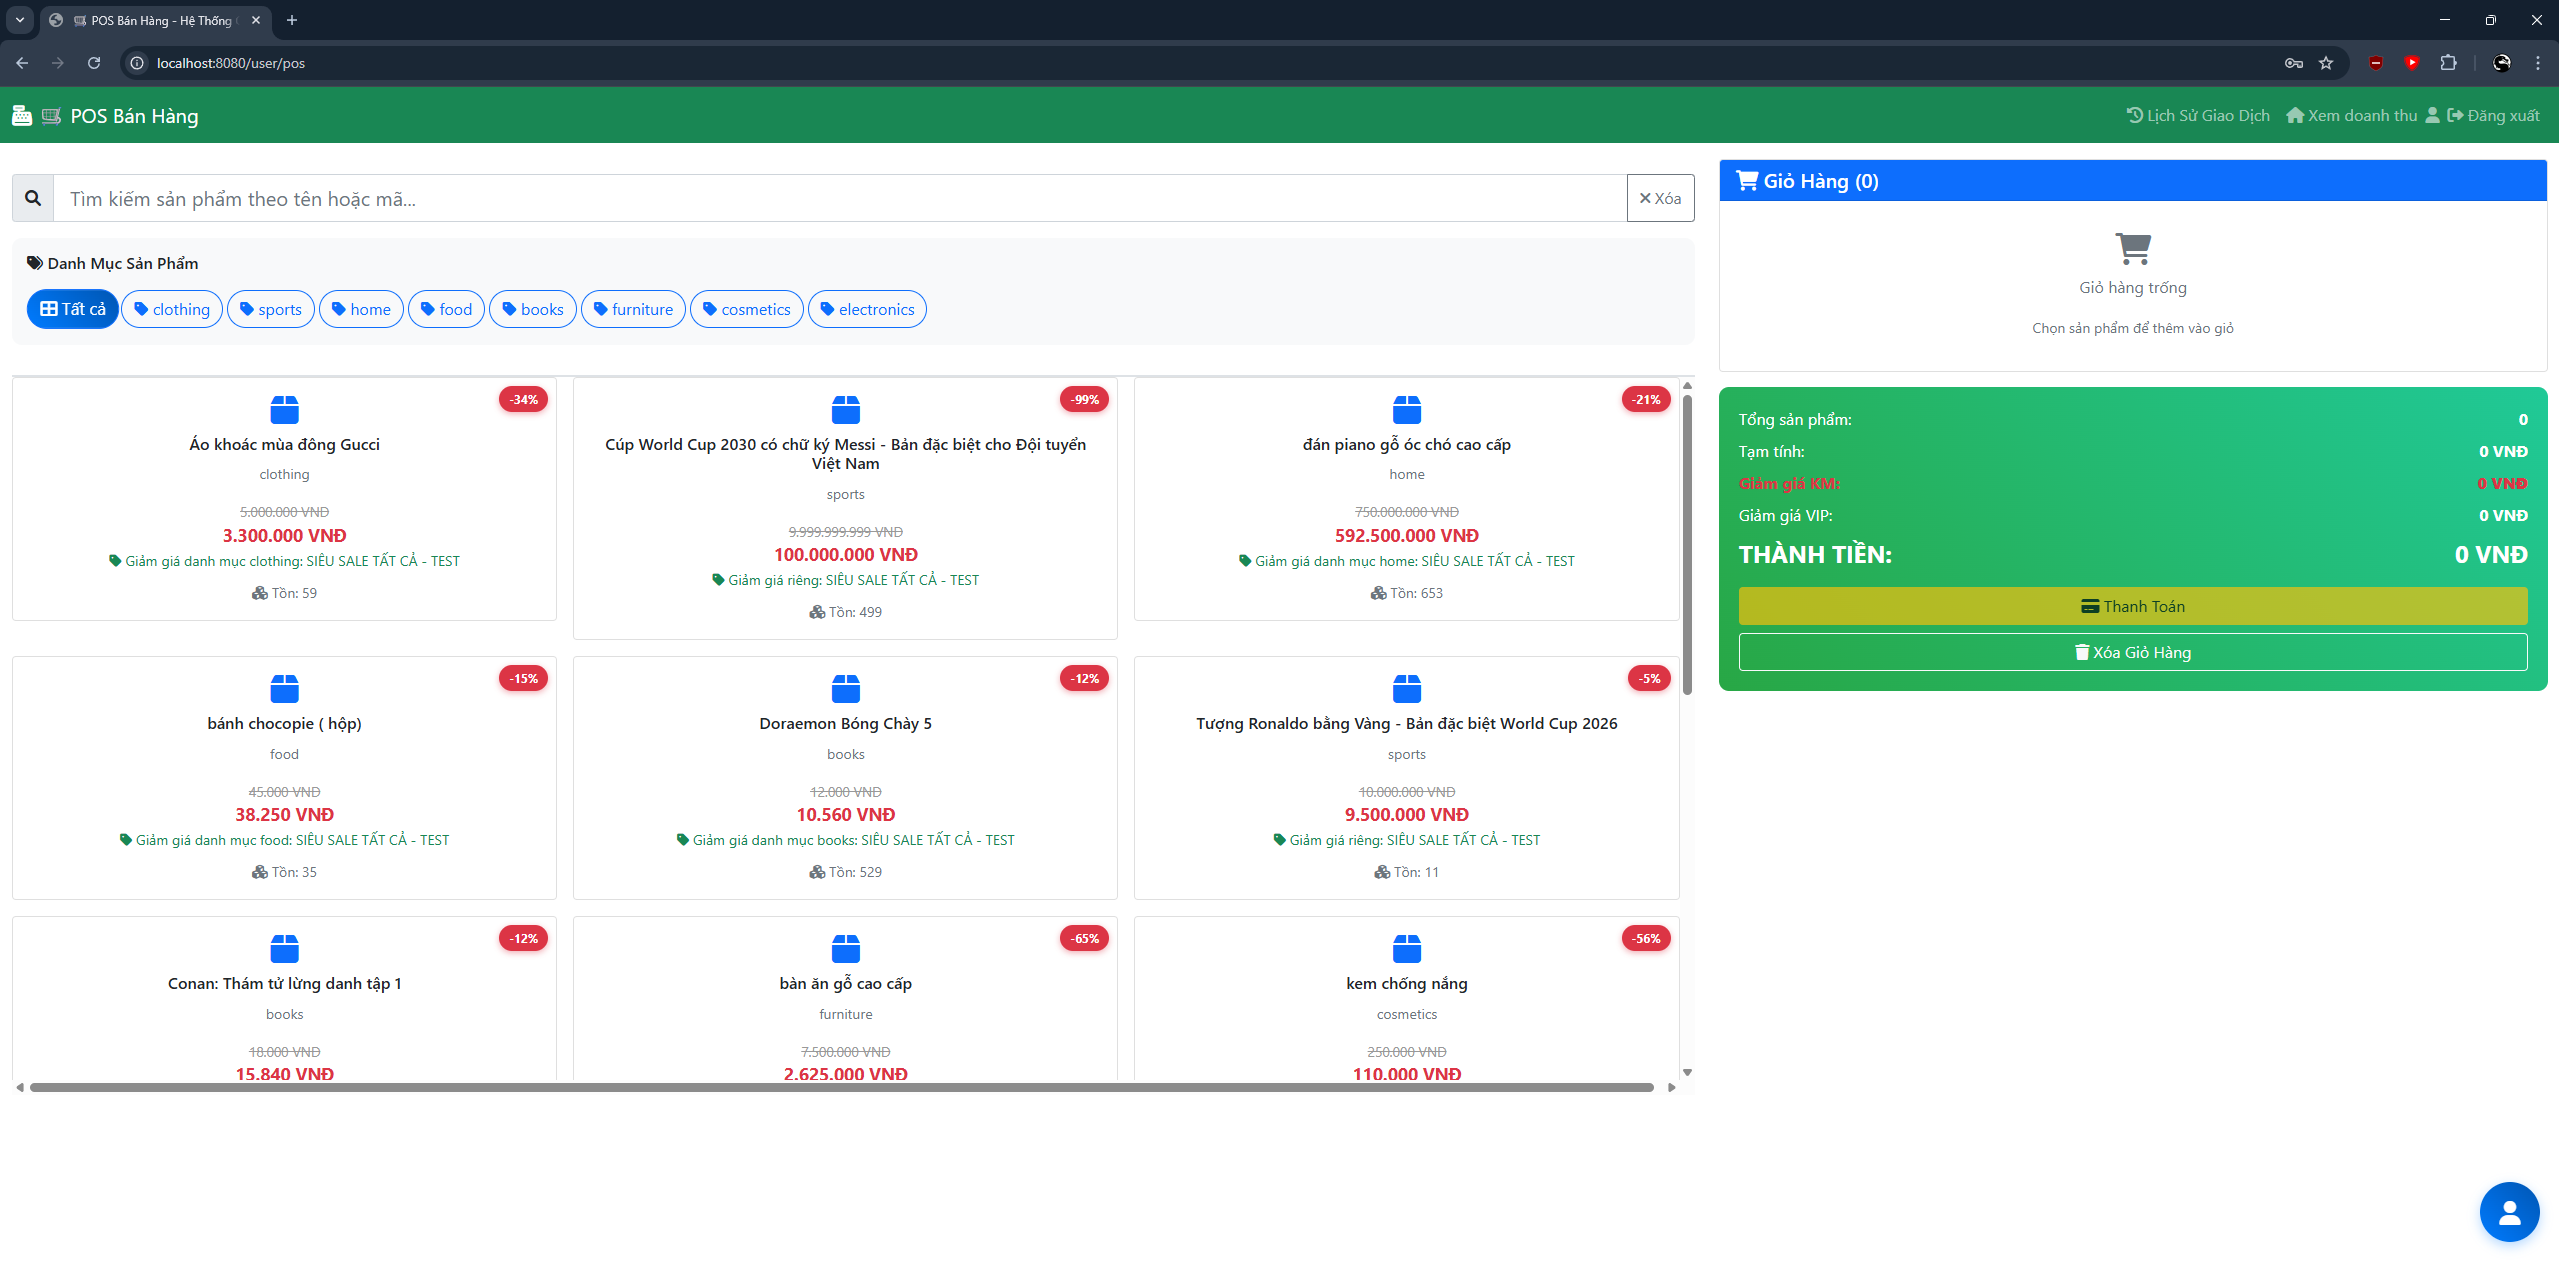 POS Bán Hàng - Hệ Thống
localhost:8080/user/pos
POS Bán Hàng
Lịch Sử Giao Dịch
Xem doanh thu
Đăng xuất
Tìm kiếm sản phẩm theo tên hoặc mã...
Xóa
Danh Mục Sản Phẩm
Tất cả
clothing
sports
home
food
books
furniture
cosmetics
electronics
-34%
Áo khoác mùa đông Gucci
clothing
5.000.000 VNĐ
3.300.000 VNĐ
Giảm giá danh mục clothing: SIÊU SALE TẤT CẢ - TEST
Tồn: 59
-99%
Cúp World Cup 2030 có chữ ký Messi - Bản đặc biệt cho Đội tuyển
Việt Nam
sports
9.999.999.999 VNĐ
100.000.000 VNĐ
Giảm giá riêng: SIÊU SALE TẤT CẢ - TEST
Tồn: 499
-21%
đán piano gỗ óc chó cao cấp
home
750.000.000 VNĐ
592.500.000 VNĐ
Giảm giá danh mục home: SIÊU SALE TẤT CẢ - TEST
Tồn: 653
-15%
bánh chocopie ( hộp)
food
45.000 VNĐ
38.250 VNĐ
Giảm giá danh mục food: SIÊU SALE TẤT CẢ - TEST
Tồn: 35
-12%
Doraemon Bóng Chày 5
books
12.000 VNĐ
10.560 VNĐ
Giảm giá danh mục books: SIÊU SALE TẤT CẢ - TEST
Tồn: 529
-5%
Tượng Ronaldo bằng Vàng - Bản đặc biệt World Cup 2026
sports
10.000.000 VNĐ
9.500.000 VNĐ
Giảm giá riêng: SIÊU SALE TẤT CẢ - TEST
Tồn: 11
-12%
Conan: Thám tử lừng danh tập 1
books
18.000 VNĐ
15.840 VNĐ
-65%
bàn ăn gỗ cao cấp
furniture
7.500.000 VNĐ
2.625.000 VNĐ
-56%
kem chống nắng
cosmetics
250.000 VNĐ
110.000 VNĐ
Giỏ Hàng (0)
Giỏ hàng trống
Chọn sản phẩm để thêm vào giỏ
Tổng sản phẩm: 0
Tạm tính: 0 VNĐ
Giảm giá KM: 0 VNĐ
Giảm giá VIP: 0 VNĐ
THÀNH TIỀN: 0 VNĐ
Thanh Toán
Xóa Giỏ Hàng